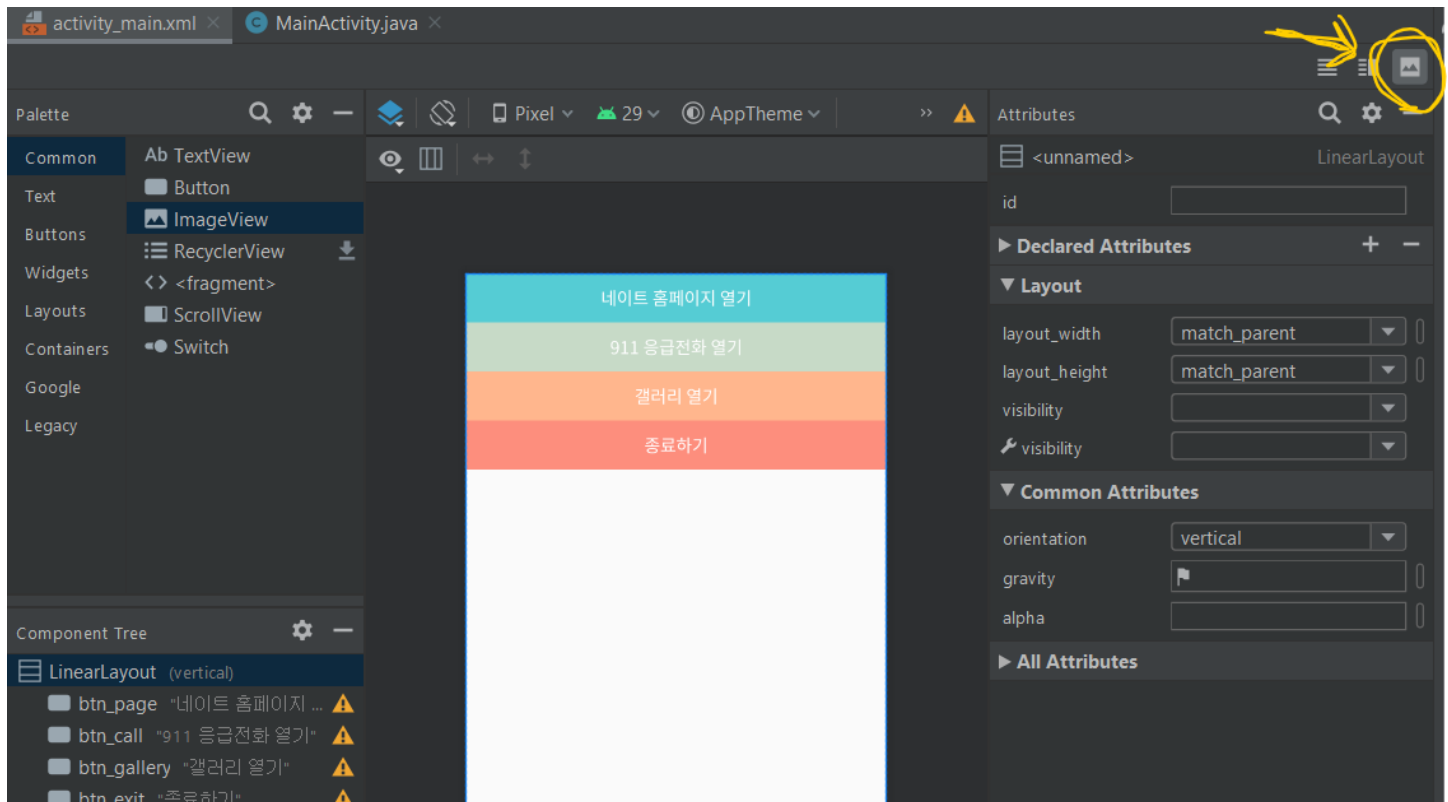 activity_main.xml
MainActivity.java
Palette
Common
Text
Buttons
Widgets
Layouts
Containers
Google
Legacy
Ab TextView
Button
ImageView
RecyclerView
<fragment>
ScrollView
Switch
Pixel
29
AppTheme
네이트 홈페이지 열기
911 응급전화 열기
갤러리 열기
종료하기
Component Tree
LinearLayout (vertical)
btn_page "네이트 홈페이지 ...
btn_call "911 응급전화 열기"
btn_gallery "갤러리 열기"
btn_exit "종료하기"
Attributes
<unnamed> LinearLayout
id
Declared Attributes
Layout
layout_width match_parent
layout_height match_parent
visibility
visibility
Common Attributes
orientation vertical
gravity
alpha
All Attributes